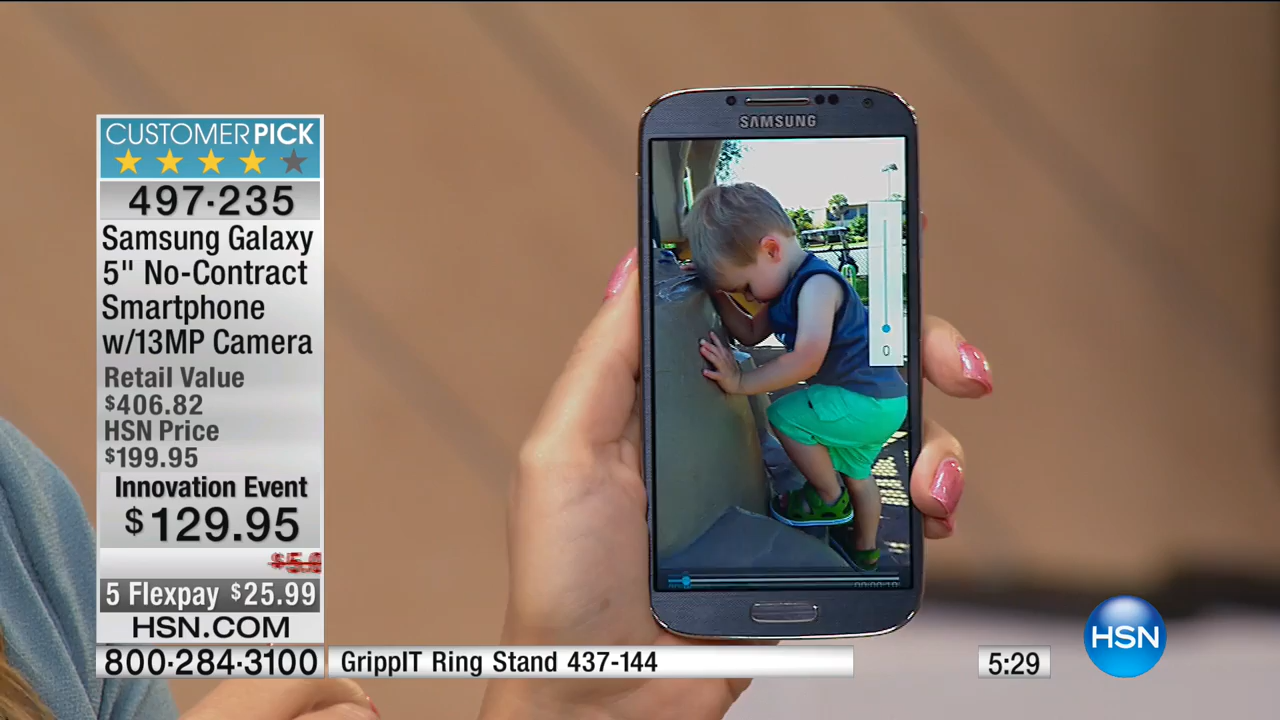 CUSTOMER PICK
497·235
Samsung Galaxy
5" No-Contract
Smartphone
w/13MP Camera
Retail Value
$406.82
HSN Price
$199.95
Innovation Event
$129.95
5 Flexpay $25.99
HSN.COM
800·284·3100
GrippIT Ring Stand 437-144
5:29
HSN
SAMSUNG
0